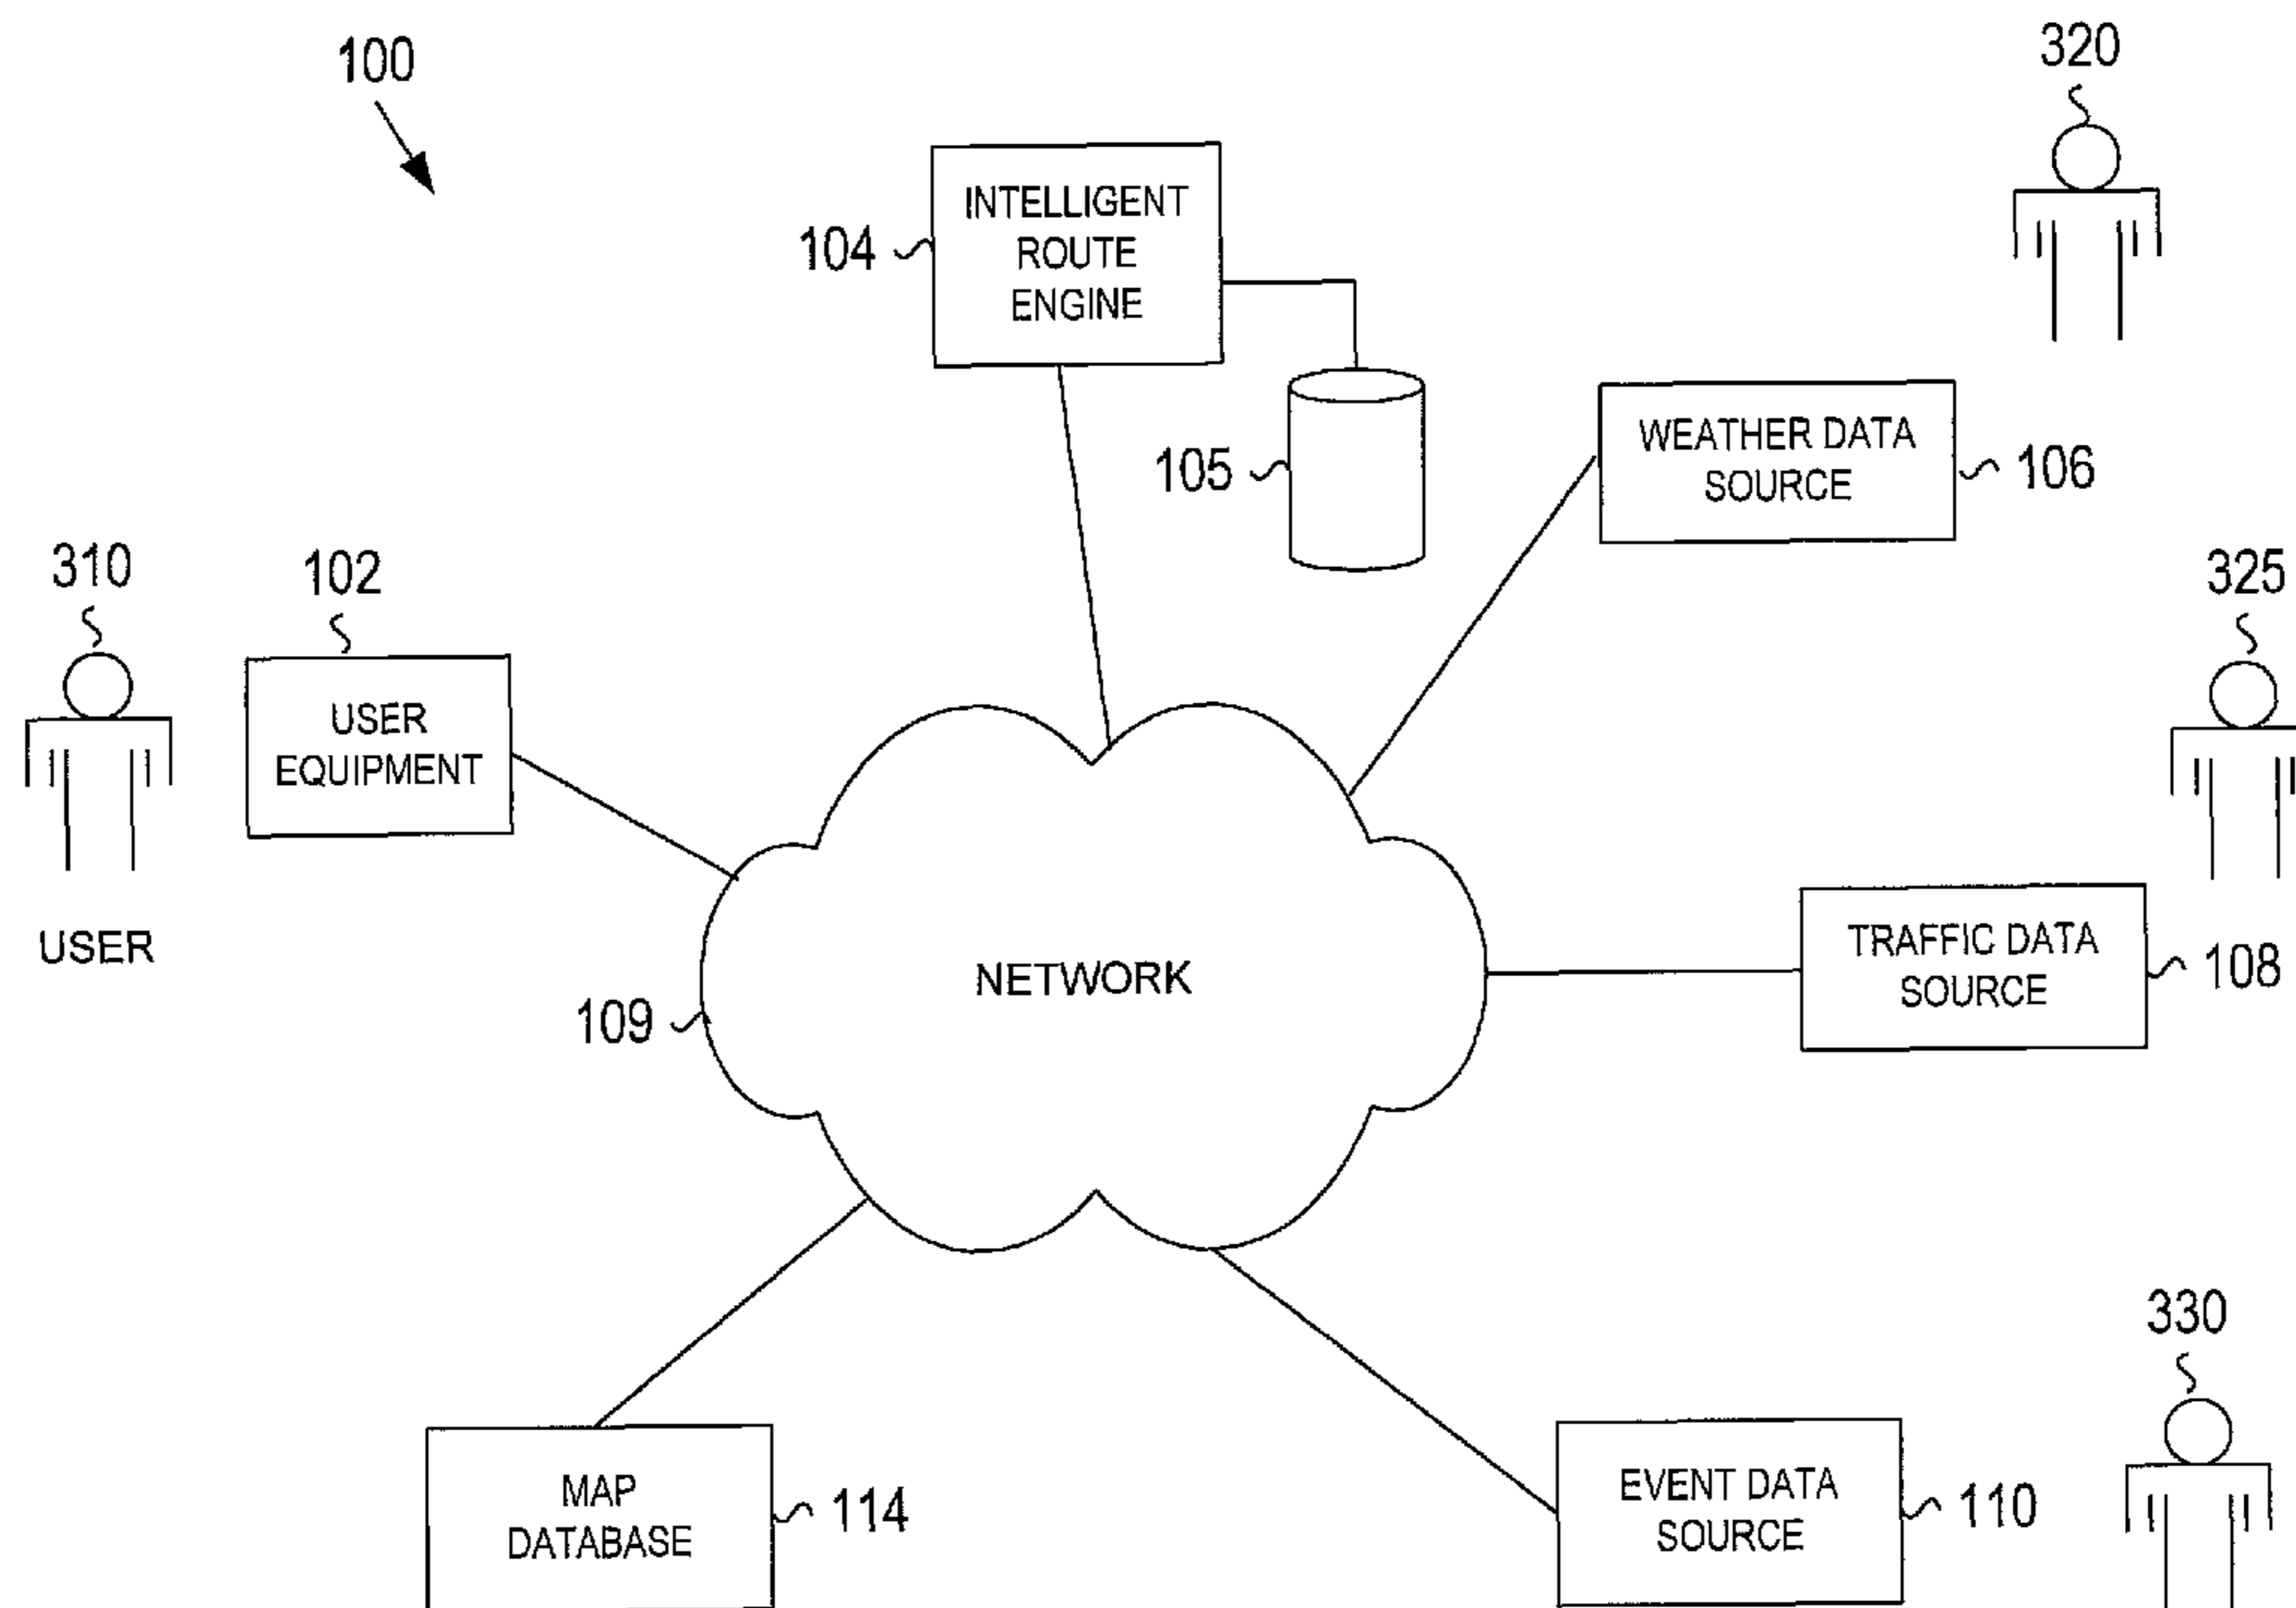 100
320
INTELLIGENT
ROUTE
ENGINE
104
105
WEATHER DATA
SOURCE
106
310
102
325
USER
EQUIPMENT
USER
NETWORK
109
TRAFFIC DATA
SOURCE
108
330
MAP
DATABASE
114
EVENT DATA
SOURCE
110